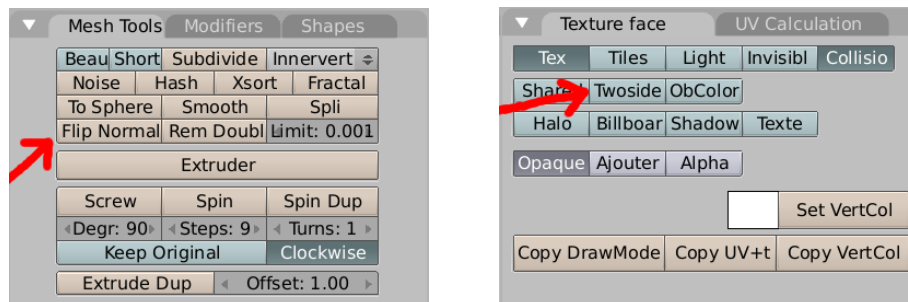 Mesh Tools Modifiers Shapes
Beau Short Subdivide Innervert
Noise Hash Xsort Fractal
To Sphere Smooth Spli
Flip Normal Rem Doubl Limit: 0.001
Extruder
Screw Spin Spin Dup
Degr: 90 Steps: 9 Turns: 1
Keep Original Clockwise
Extrude Dup Offset: 1.00
Texture face UV Calculation
Tex Tiles Light Invisibl Collisio
Shared Twoside ObColor
Halo Billboar Shadow Texte
Opaque Ajouter Alpha
Set VertCol
Copy DrawMode Copy UV+t Copy VertCol